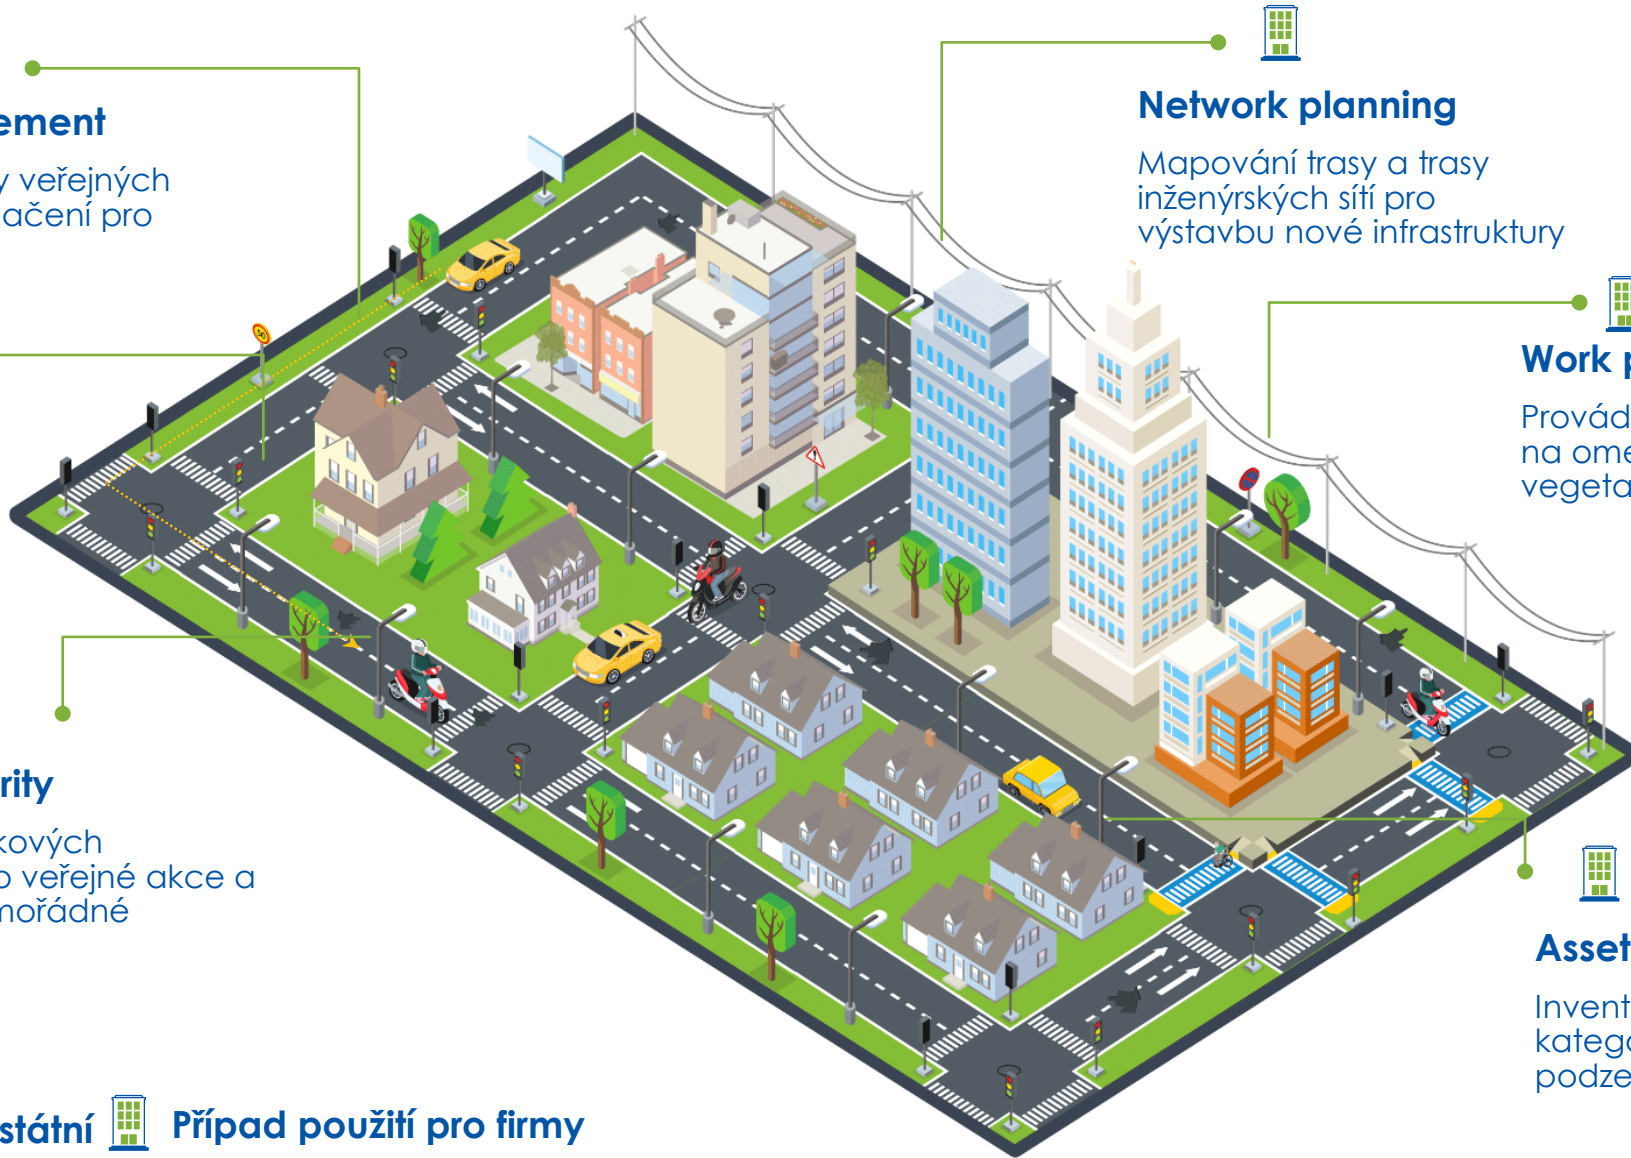 ement
y veřejných
ačení pro
Network planning
Mapování trasy a trasy
inženýrských sítí pro
výstavbu nové infrastruktury
50
Work p
Provád
na ome
vegeta
rity
kových
o veřejné akce a
mořádné
Asset
Invent
katego
podze
státní
Případ použití pro firmy